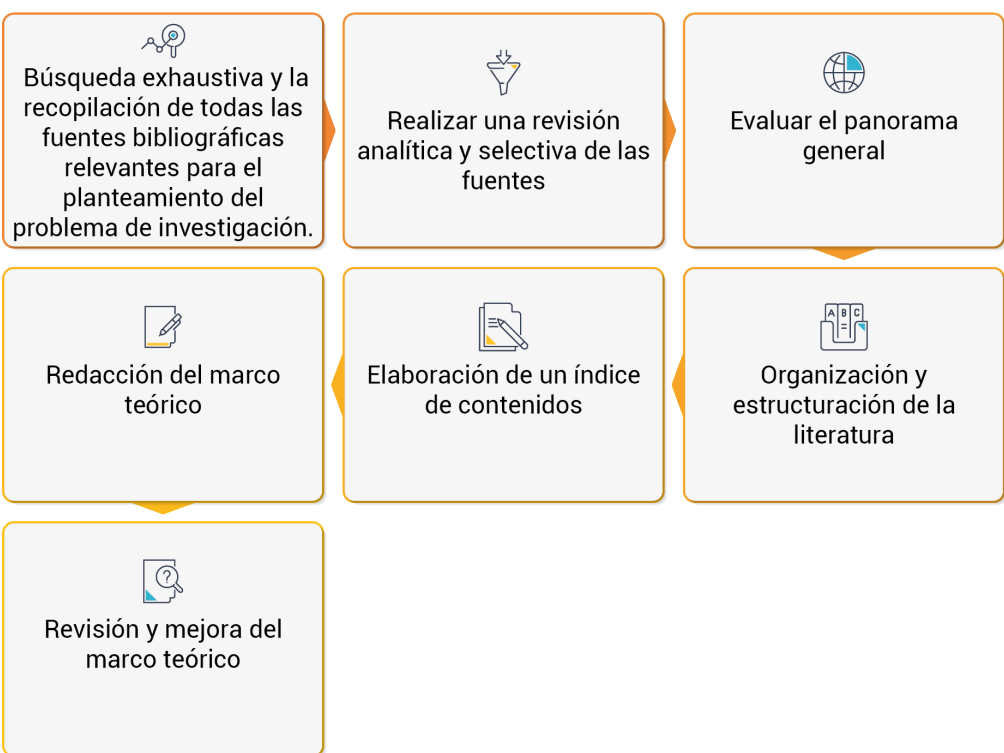 Búsqueda exhaustiva y la
recopilación de todas las
fuentes bibliográficas
relevantes para el
planteamiento del
problema de investigación.
Realizar una revisión
analítica y selectiva de las
fuentes
Evaluar el panorama
general
A B C
Organización y
estructuración de la
literatura
Elaboración de un índice
de contenidos
Redacción del marco
teórico
?
Revisión y mejora del
marco teórico